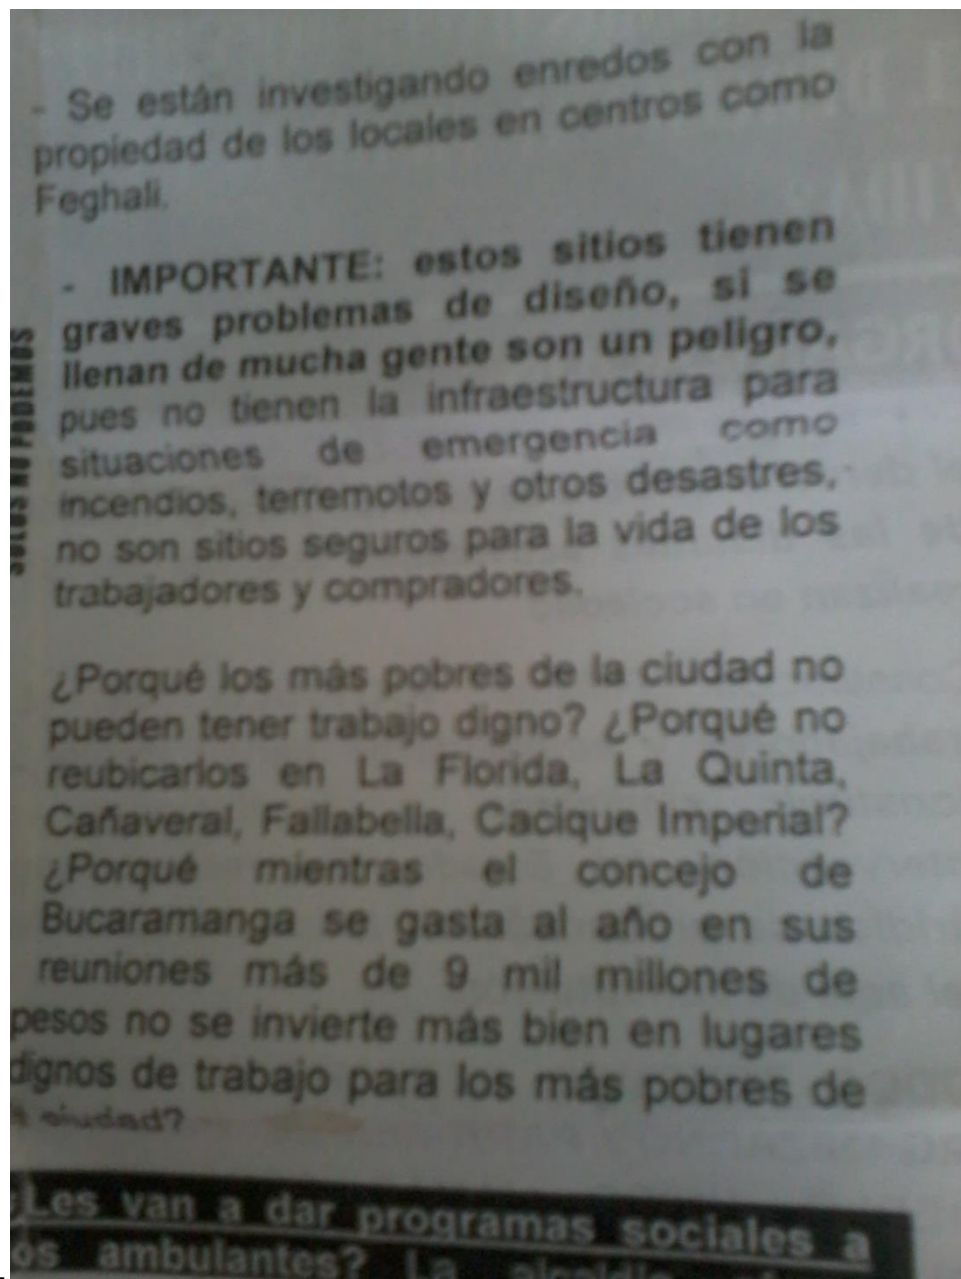 - Se están investigando enredos con la
propiedad de los locales en centros como
Feghali.
- IMPORTANTE: estos sitios tienen
graves problemas de diseño, si se
llenan de mucha gente son un peligro,
pues no tienen la infraestructura para
situaciones de emergencia como
incendios, terremotos y otros desastres,
no son sitios seguros para la vida de los
trabajadores y compradores.
¿Porqué los más pobres de la ciudad no
pueden tener trabajo digno? ¿Porqué no
reubicarlos en La Florida, La Quinta,
Cañaveral, Fallabella, Cacique Imperial?
¿Porqué mientras el concejo de
Bucaramanga se gasta al año en sus
reuniones más de 9 mil millones de
pesos no se invierte más bien en lugares
dignos de trabajo para los más pobres de
ciudad?
¿Les van a dar programas sociales a
os ambulantes? La
SOLOS NO PODEMOS